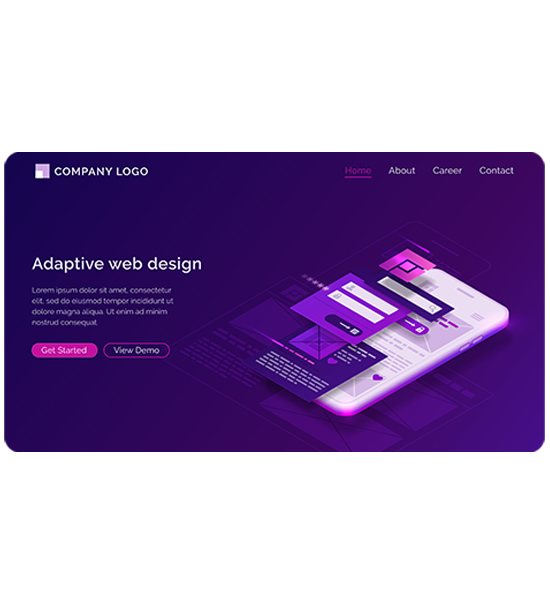 COMPANY LOGO
Home About Career Contact
Adaptive web design
Lorem ipsum dolor sit amet, consectetur
elit, sed do eiusmod tempor incididunt ut
dolore magna aliqua. Ut enim ad minim
nostrud consequat.
Get Started View Demo